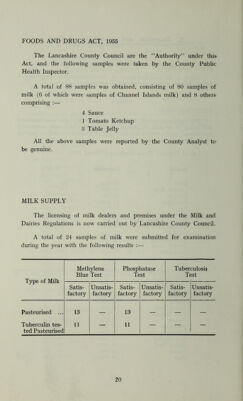 FOODS AND DRUGS ACT, 1955
The Lancashire County Council are the "Authority" under this
Act, and the following samples were taken by the County Public
Health Inspector.
A total of 88 samples was obtained, consisting of 80 samples of
milk (6 of which were samples of Channel Islands milk) and 8 others
comprising :—
4 Sauce
1 Tomato Ketchup
3 Table Jelly
All the above samples were reported by the County Analyst to
be genuine.
MILK SUPPLY
The licensing of milk dealers and premises under the Milk and
Dairies Regulations is now carried out by Lancashire County Council.
A total of 24 samples of milk were submitted for examination
during the year with the following results :—
Type of Milk
Methylene Blue Test
Phosphatase Test
Tuberculosis Test
Satis-factory Unsatis-factory Satis-factory Unsatis-factory Satis-factory Unsatis-factory
Pasteurised ... 13 — 13 — — —
Tuberculin tes- 11 — 11 — — —
ted Pasteurised
20